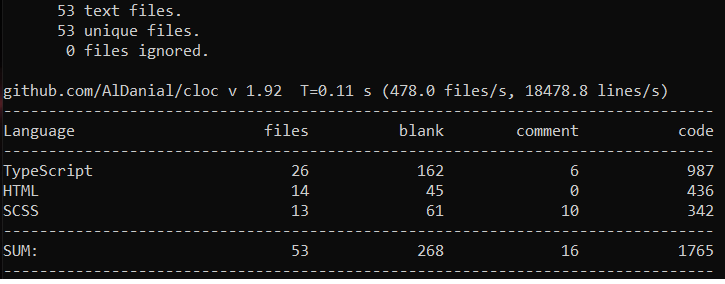 53 text files.
53 unique files.
0 files ignored.
github.com/AlDanial/cloc v 1.92  T=0.11 s (478.0 files/s, 18478.8 lines/s)
-------------------------------------------------------------------------------
Language                     files          blank        comment           code
-------------------------------------------------------------------------------
TypeScript                      26            162              6            987
HTML                            14             45              0            436
SCSS                            13             61             10            342
-------------------------------------------------------------------------------
SUM:                            53            268             16           1765
-------------------------------------------------------------------------------